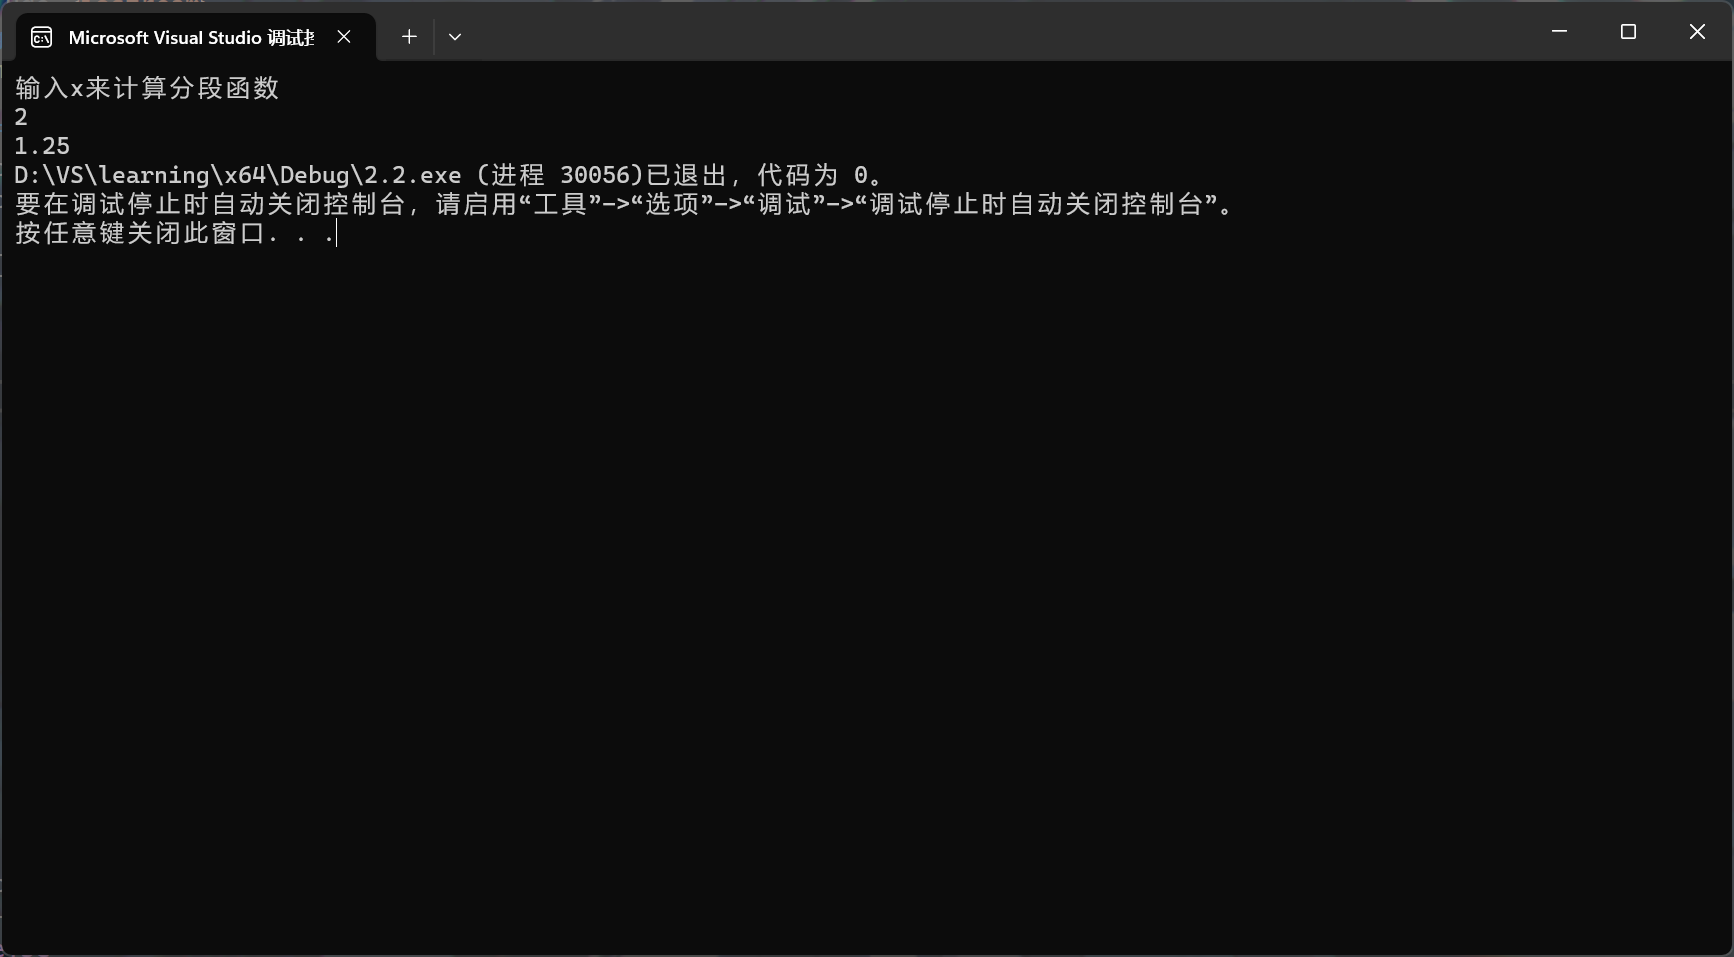 Microsoft Visual Studio 调试
输入x来计算分段函数
2
1.25
D:\VS\learning\x64\Debug\2.2.exe (进程 30056)已退出，代码为 0。
要在调试停止时自动关闭控制台，请启用“工具”->“选项”->“调试”->“调试停止时自动关闭控制台”。
按任意键关闭此窗口. . .